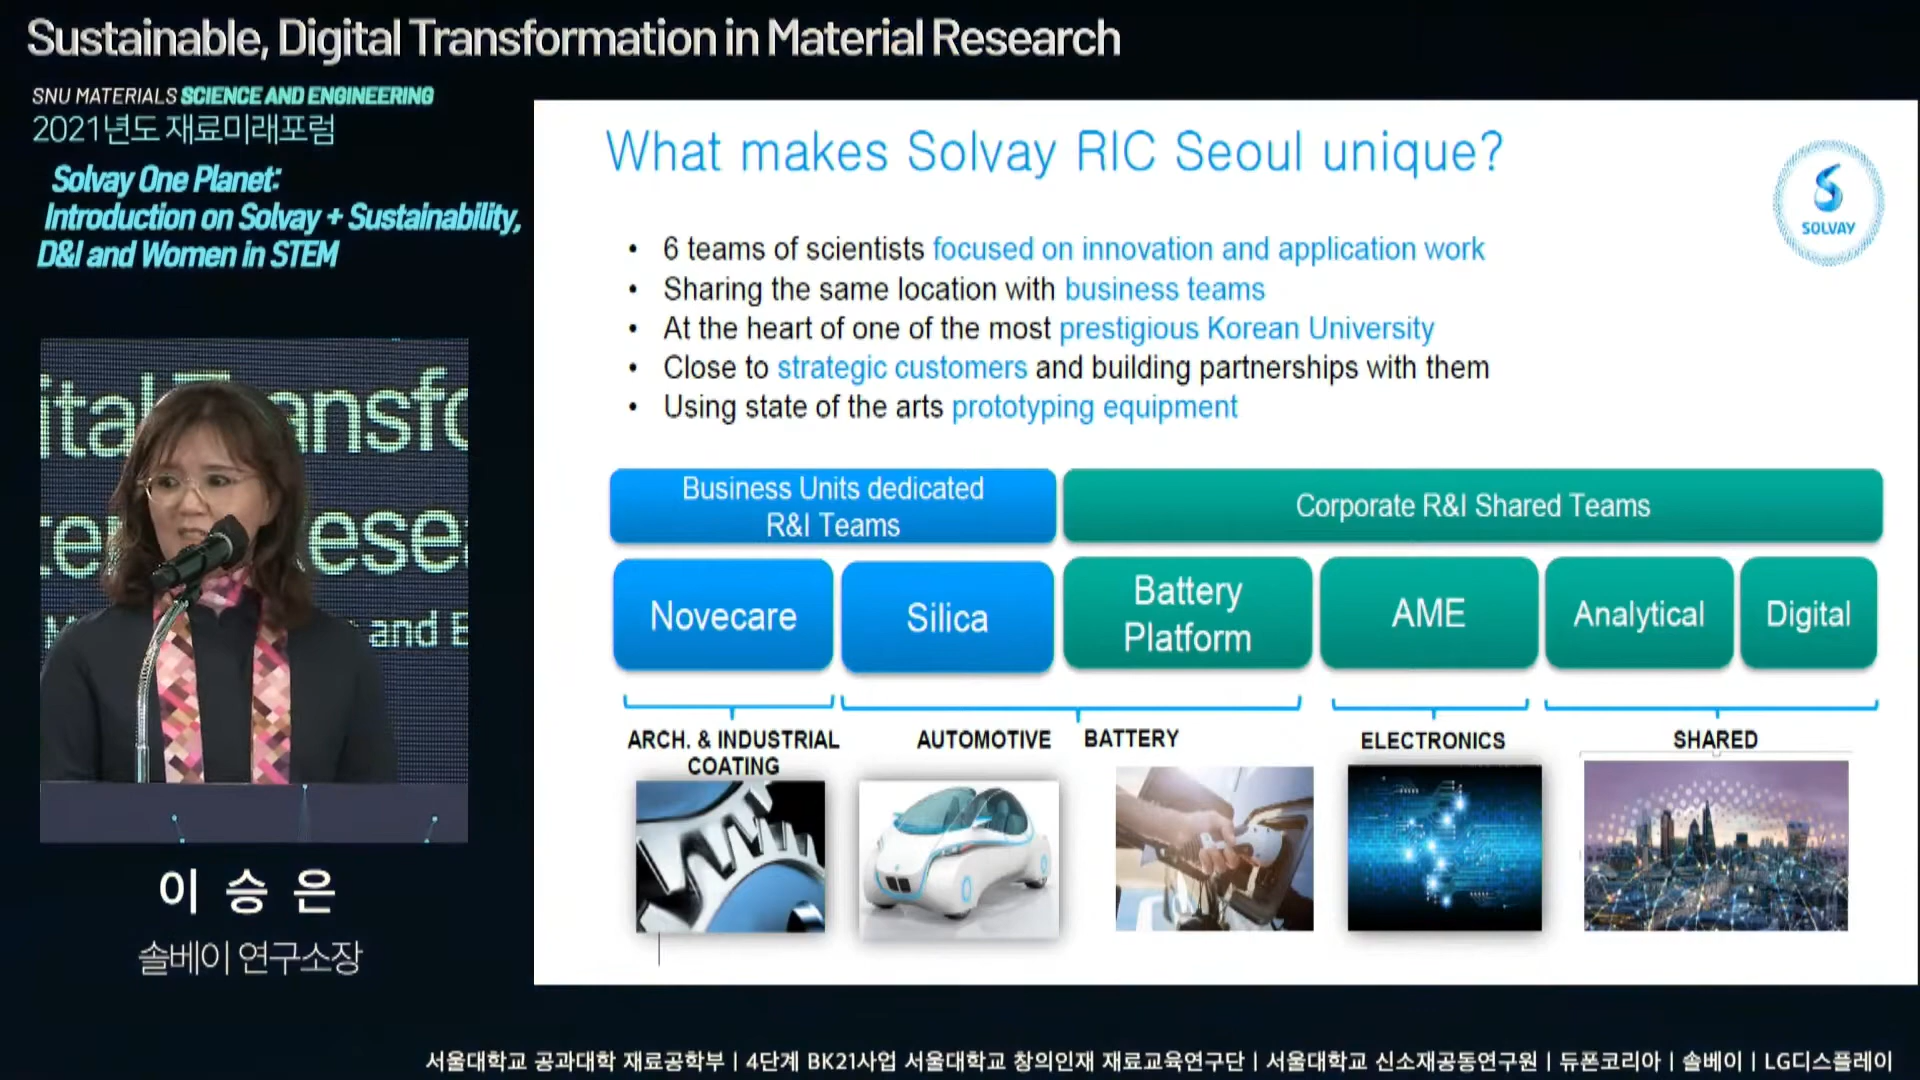 Sustainable, Digital Transformation in Material Research
SNU MATERIALS SCIENCE AND ENGINEERING
2021년도 재료미래포럼
Solvay One Planet:
Introduction on Solvay + Sustainability,
D&I and Women in STEM
ital Transfo
ese
and E
이 승 은
솔베이 연구소장
What makes Solvay RIC Seoul unique?
SOLVAY
• 6 teams of scientists focused on innovation and application work
• Sharing the same location with business teams
• At the heart of one of the most prestigious Korean University
• Close to strategic customers and building partnerships with them
• Using state of the arts prototyping equipment
Business Units dedicated
R&I Teams
Corporate R&I Shared Teams
Novecare
Silica
Battery
Platform
AME
Analytical
Digital
ARCH. & INDUSTRIAL
COATING
AUTOMOTIVE
BATTERY
ELECTRONICS
SHARED
서울대학교 공과대학 재료공학부 | 4단계 BK21사업 서울대학교 창의인재 재료교육연구단 | 서울대학교 신소재공동연구원 | 듀폰코리아 | 솔베이 | LG디스플레이